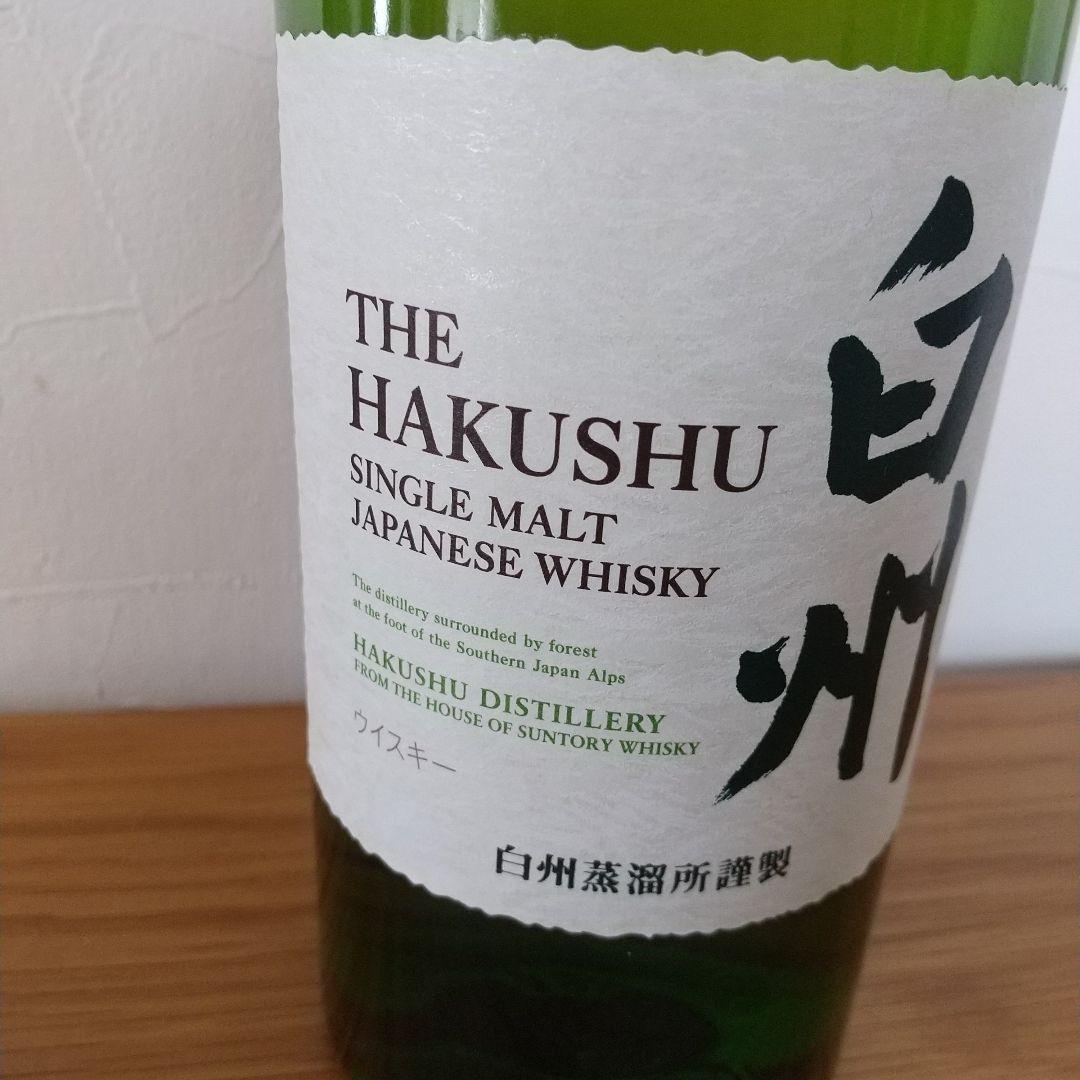 THE
HAKUSHU
SINGLE MALT
JAPANESE WHISKY
The distillery surrounded by forest
at the foot of the Southern Japan Alps
HAKUSHU DISTILLERY
FROM THE HOUSE OF SUNTORY WHISKY
ウイスキー
白州
白州蒸溜所謹製